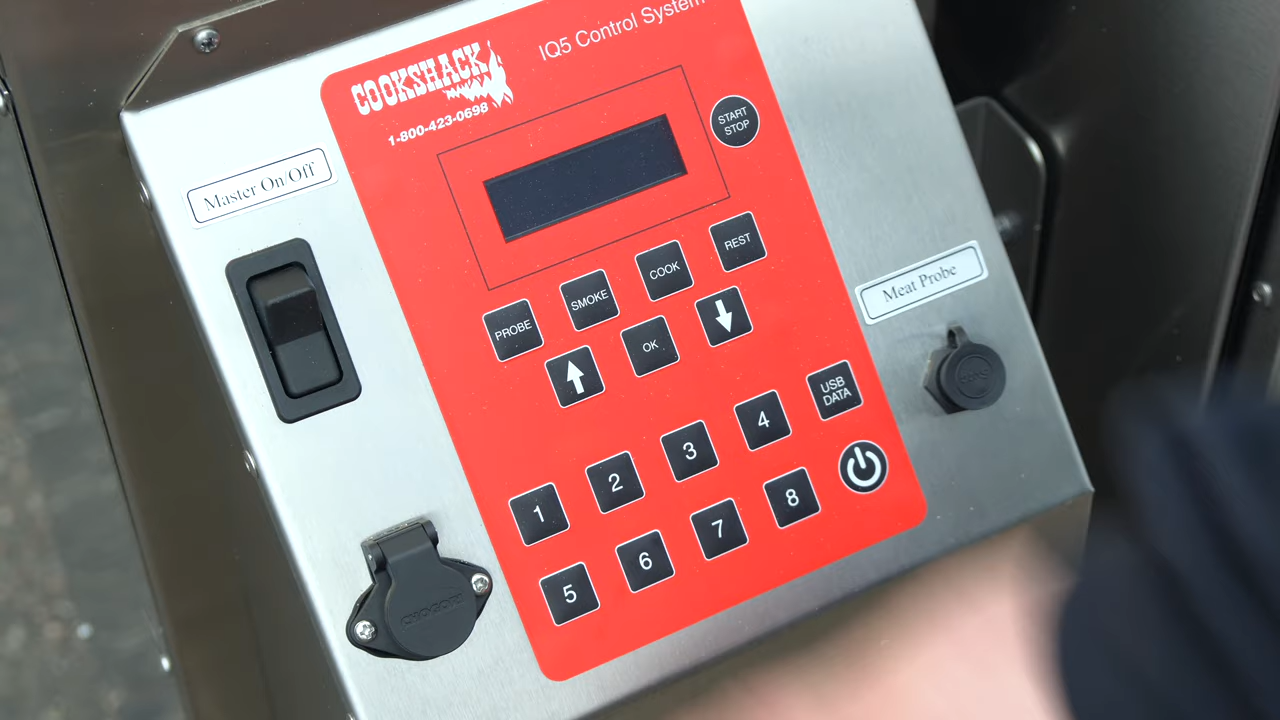 COOKSHACK
1-800-423-0698
IQ5 Control System
START
STOP
Master On/Off
PROBE
SMOKE
COOK
REST
OK
Meat Probe
1
2
3
4
USB
DATA
5
6
7
8
CHOGORI